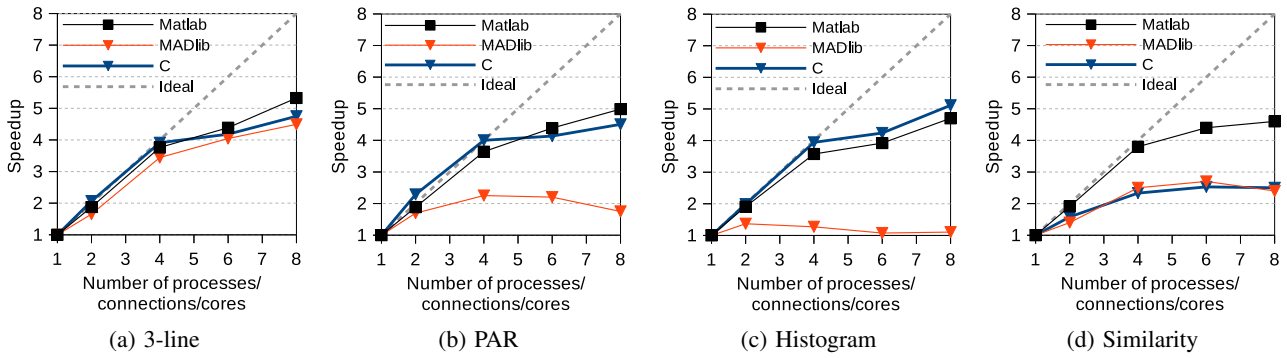 8
7
6
5
4
3
2
1
Speedup
Matlab
MADlib
C
Ideal
1 2 3 4 5 6 7 8
Number of processes/
connections/cores
(a) 3-line
8
7
6
5
4
3
2
1
Speedup
Matlab
MADlib
C
Ideal
1 2 3 4 5 6 7 8
Number of processes/
connections/cores
(b) PAR
8
7
6
5
4
3
2
1
Speedup
Matlab
MADlib
C
Ideal
1 2 3 4 5 6 7 8
Number of processes/
connections/cores
(c) Histogram
8
7
6
5
4
3
2
1
Speedup
Matlab
MADlib
C
Ideal
1 2 3 4 5 6 7 8
Number of processes/
connections/cores
(d) Similarity